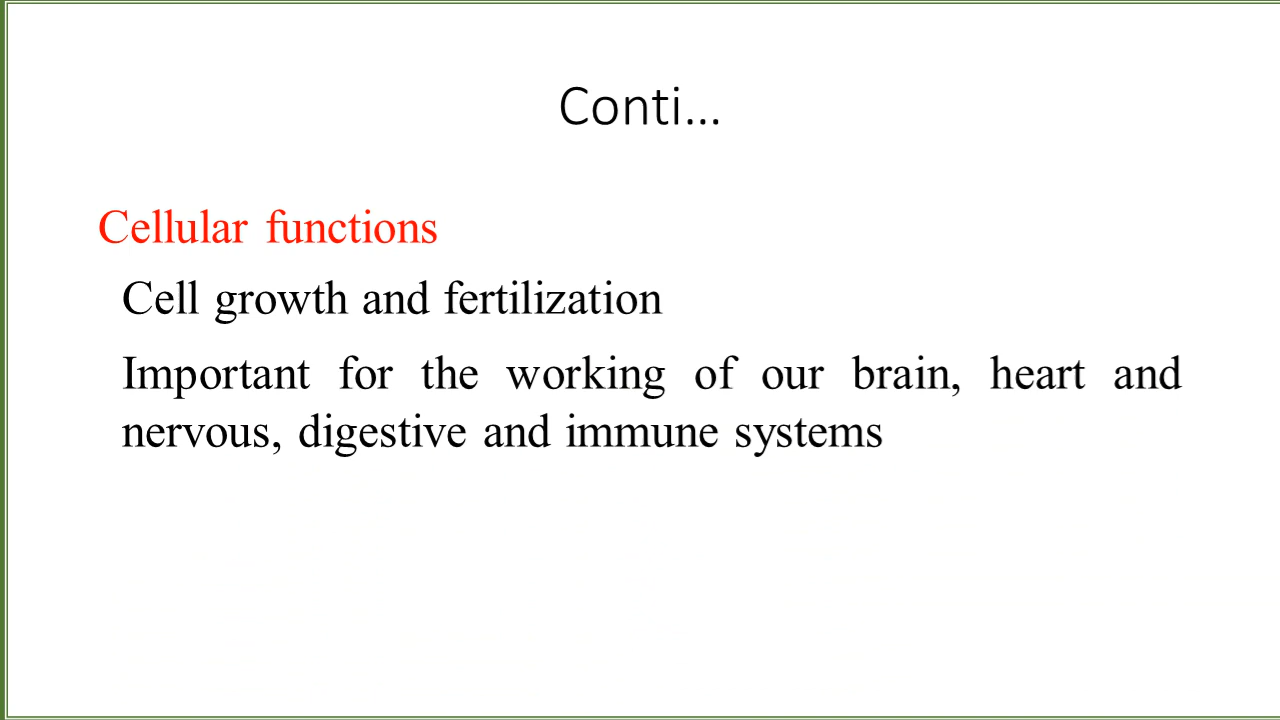 Conti...
Cellular functions
Cell growth and fertilization
Important for the working of our brain, heart and
nervous, digestive and immune systems